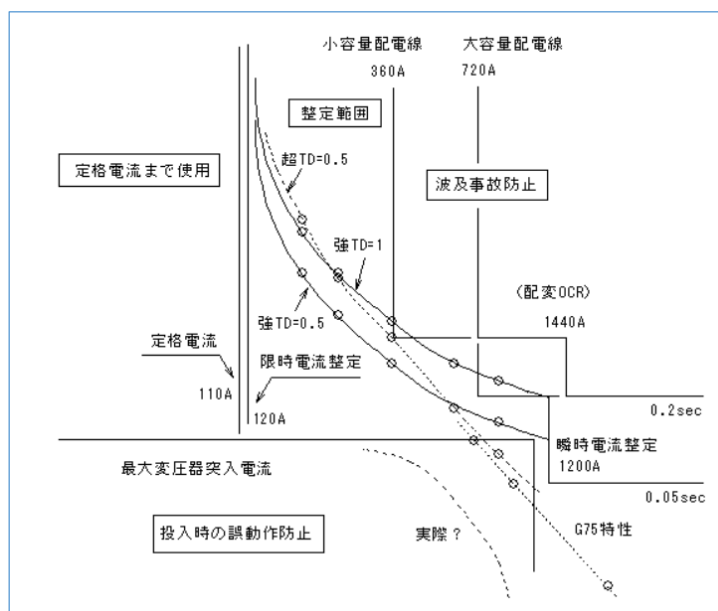 小容量配電線
360A
大容量配電線
720A
整定範囲
超TD=0.5
定格電流まで使用
波及事故防止
強TD=1
(配変OCR)
1440A
強TD=0.5
定格電流
限時電流整定
110A
120A
0.2sec
瞬時電流整定
1200A
最大変圧器突入電流
0.05sec
投入時の誤動作防止
実際?
G75特性